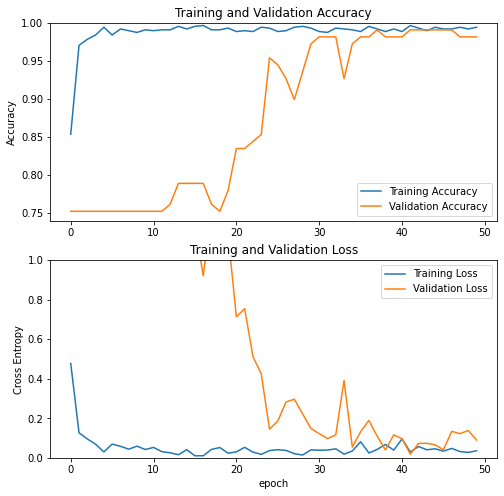 Training and Validation Accuracy
1.00
0.95
0.90
0.85
0.80
0.75
Accuracy
Training Accuracy
Validation Accuracy
0 10 20 30 40 50
Training and Validation Loss
1.0
0.8
0.6
0.4
0.2
0.0
Cross Entropy
Training Loss
Validation Loss
0 10 20 30 40 50
epoch